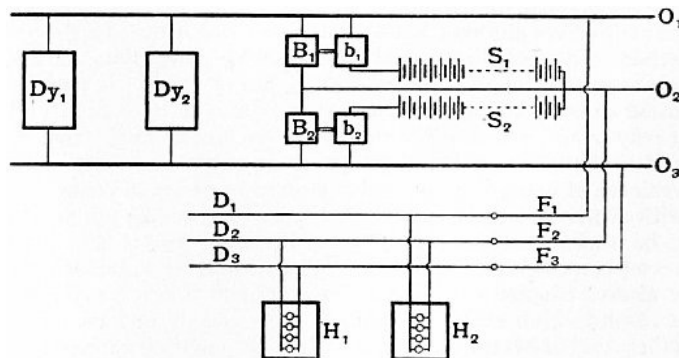 O₁
B₁ b₁
S₁
Dy₁ Dy₂ O₂
B₂ b₂ S₂
O₃
D₁ F₁
D₂ F₂
D₃ F₃
H₁ H₂